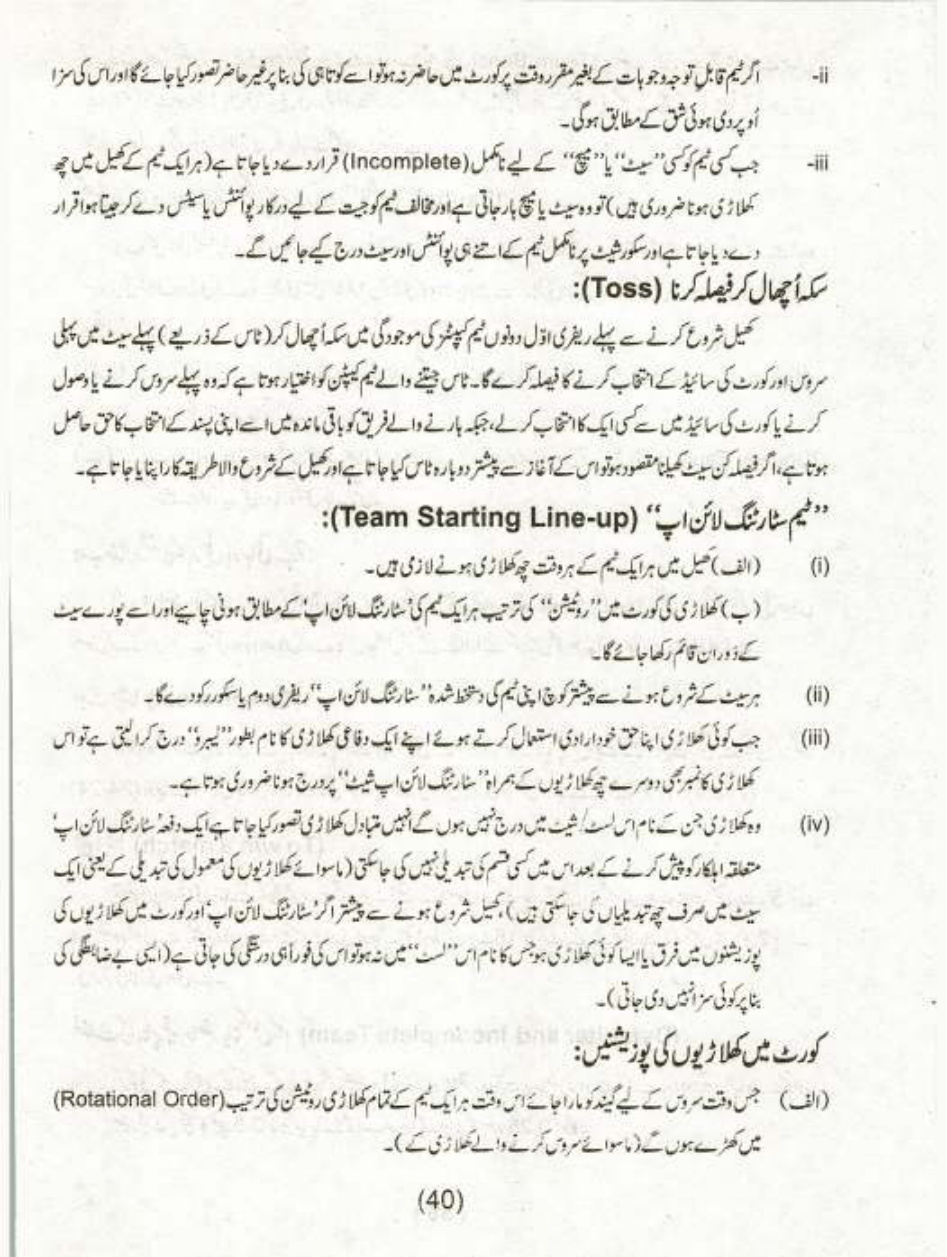 ii- اگر ٹیم قابلِ توجہ وجوہات کے بغیر مقررہ وقت پر کورٹ میں حاضر نہ ہو تو اسے کوتاہی کی بنا پر غیر حاضر تصور کیا جائے گا اور اس کی سزا
اُوپر دی ہوئی شق کے مطابق ہوگی۔
iii- جب کسی ٹیم کو کسی ”سیٹ“ یا ”میچ“ کے لیے نامکمل (Incomplete) قرار دے دیا جاتا ہے (ہر ایک ٹیم کے کھیل میں چھ
کھلاڑی ہونا ضروری ہیں) تو وہ سیٹ یا میچ ہار جاتی ہے اور مخالف ٹیم کو جیت کے لیے درکار پوائنٹس یا سیٹس دے کر جیتا ہوا قرار
دے دیا جاتا ہے اور سکور شیٹ پر نامکمل ٹیم کے اتنے ہی پوائنٹس اور سیٹ درج کیے جائیں گے۔
سکہ اُچھال کر فیصلہ کرنا (Toss):
کھیل شروع کرنے سے پہلے ریفری اوّل دونوں ٹیم کیپٹنز کی موجودگی میں سکہ اُچھال کر (ٹاس کے ذریعے) پہلے سیٹ میں پہلی
سروس اور کورٹ کی سائیڈ کے انتخاب کرنے کا فیصلہ کرے گا۔ ٹاس جیتنے والے ٹیم کیپٹن کو اختیار ہوتا ہے کہ وہ پہلے سروس کرنے یا وصول
کرنے یا کورٹ کی سائیڈ میں سے کسی ایک کا انتخاب کر لے، جبکہ ہارنے والے فریق کو باقی ماندہ میں اسے اپنی پسند کے انتخاب کا حق حاصل
ہوتا ہے، اگر فیصلہ کن سیٹ کھیلنا مقصود ہو تو اس کے آغاز سے پیشتر دوبارہ ٹاس کیا جاتا ہے اور کھیل کے شروع والا طریقہ کار اپنایا جاتا ہے۔
”ٹیم سٹارٹنگ لائن اپ“ (Team Starting Line-up):
(i) (الف) کھیل میں ہر ایک ٹیم کے ہر وقت چھ کھلاڑی ہونے لازمی ہیں۔
(ب) کھلاڑی کی کورٹ میں ”روٹیشن“ کی ترتیب ہر ایک ٹیم کی ’سٹارٹنگ لائن اپ‘ کے مطابق ہونی چاہیے اور اسے پورے سیٹ
کے دَوران قائم رکھا جائے گا۔
(ii) ہر سیٹ کے شروع ہونے سے پیشتر کوچ اپنی ٹیم کی دستخط شدہ ”سٹارٹنگ لائن اپ“ ریفری دوم یا سکورر کو دے گا۔
(iii) جب کوئی کھلاڑی اپنا حق خودارادی استعمال کرتے ہوئے اپنے ایک دفاعی کھلاڑی کا نام بطور ”لیبرو“ درج کرا لیتی ہے تو اس
کھلاڑی کا نمبر بھی دوسرے چھ کھلاڑیوں کے ہمراہ ”سٹارٹنگ لائن اپ شیٹ“ پر درج ہونا ضروری ہوتا ہے۔
(iv) وہ کھلاڑی جن کے نام اس لسٹ/شیٹ میں درج نہیں ہوں گے انہیں متبادل کھلاڑی تصور کیا جاتا ہے ایک دفعہ ’سٹارٹنگ لائن اپ‘
متعلقہ اہلکار کو پیش کرنے کے بعد اس میں کسی قسم کی تبدیلی نہیں کی جا سکتی (ماسوائے کھلاڑیوں کی معمول کی تبدیلی کے یعنی ایک
سیٹ میں صرف چھ تبدیلیاں کی جا سکتی ہیں)، کھیل شروع ہونے سے پیشتر اگر ’سٹارٹنگ لائن اپ‘ اور کورٹ میں کھلاڑیوں کی
پوزیشنوں میں فرق یا ایسا کوئی کھلاڑی ہو جس کا نام اس ”لسٹ“ میں نہ ہو تو اس کی فوراً ہی درستگی کی جاتی ہے (ایسی بے ضابطگی کی
بنا پر کوئی سزا نہیں دی جاتی)۔
کورٹ میں کھلاڑیوں کی پوزیشنیں:
(الف) جس وقت سروس کے لیے گیند کو مارا جائے اس وقت ہر ایک ٹیم کے تمام کھلاڑی روٹیشن کی ترتیب (Rotational Order)
میں کھڑے ہوں گے (ماسوائے سروس کرنے والے کھلاڑی کے)۔
(40)